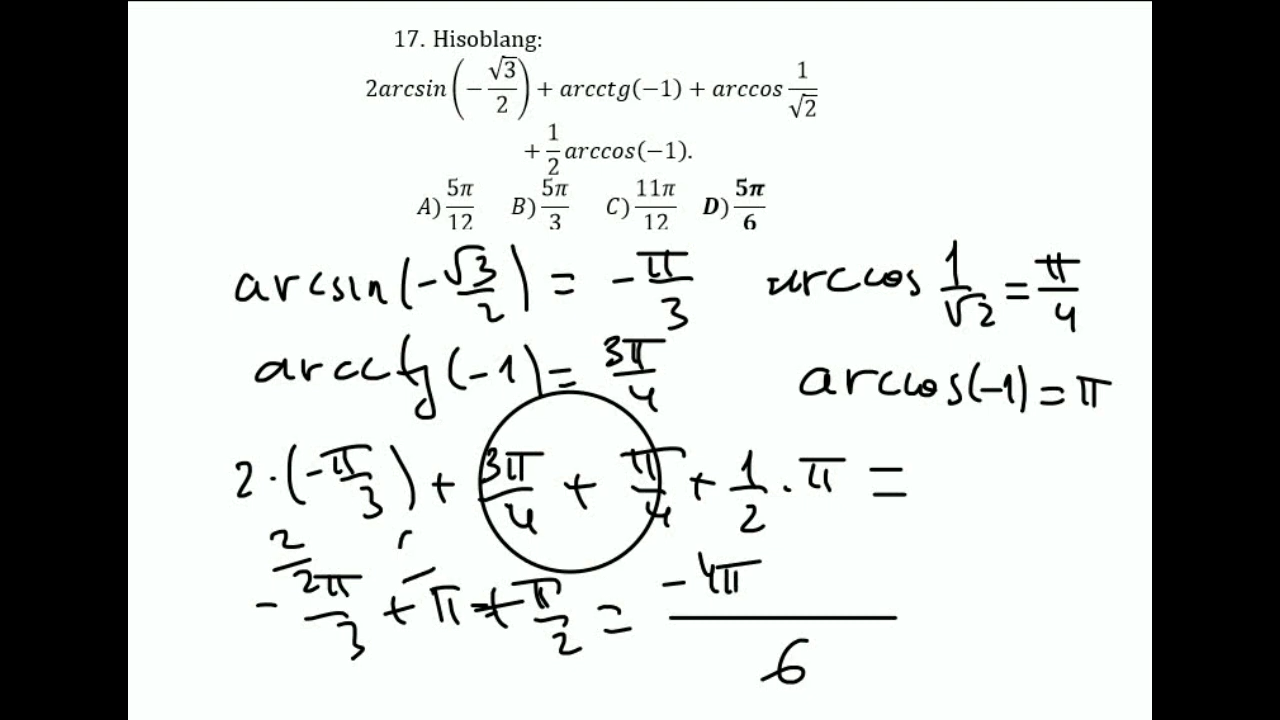 17. Hisoblang:
2arcsin(−√3/2) + arcctg(−1) + arccos 1/√2
+ 1/2 arccos(−1).
A) 5π/12 B) 5π/3 C) 11π/12 D) 5π/6
arcsin(−√3/2) = −π/3 arccos 1/√2 = π/4
arcctg(−1) = 3π/4 arccos(−1) = π
2·(−π/3) + 3π/4 + π/4 + 1/2 · π =
2
−2π/3 + π + π/2 = −4π/6